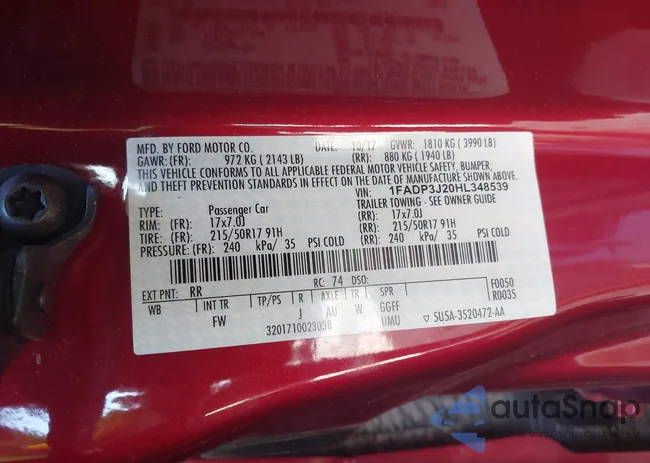 MFD. BY FORD MOTOR CO. DATE: 10/17 GVWR: 1810 KG ( 3990 LB)
GAWR: (FR): 972 KG ( 2143 LB) (RR): 880 KG ( 1940 LB)
THIS VEHICLE CONFORMS TO ALL APPLICABLE FEDERAL MOTOR VEHICLE SAFETY, BUMPER,
AND THEFT PREVENTION STANDARDS IN EFFECT ON THE DATE OF MANUFACTURE SHOWN ABOVE.
VIN: 1FADP3J20HL348539
TYPE: Passenger Car TRAILER TOWING - SEE OWNER GUIDE
RIM: (FR): 17x7.0J (RR): 17x7.0J
TIRE: (FR): 215/50R17 91H (RR): 215/50R17 91H
PRESSURE: (FR): 240 kPa/ 35 PSI COLD (RR): 240 kPa/ 35 PSI COLD
EXT PNT: RR RC: 74 DSO: F0050
R0035
WB INT TR TP/PS R AXLE TR SPR
FW J AU W GGFF
3201710023038 UMU 5U5A-3520472-AA
autaSnap